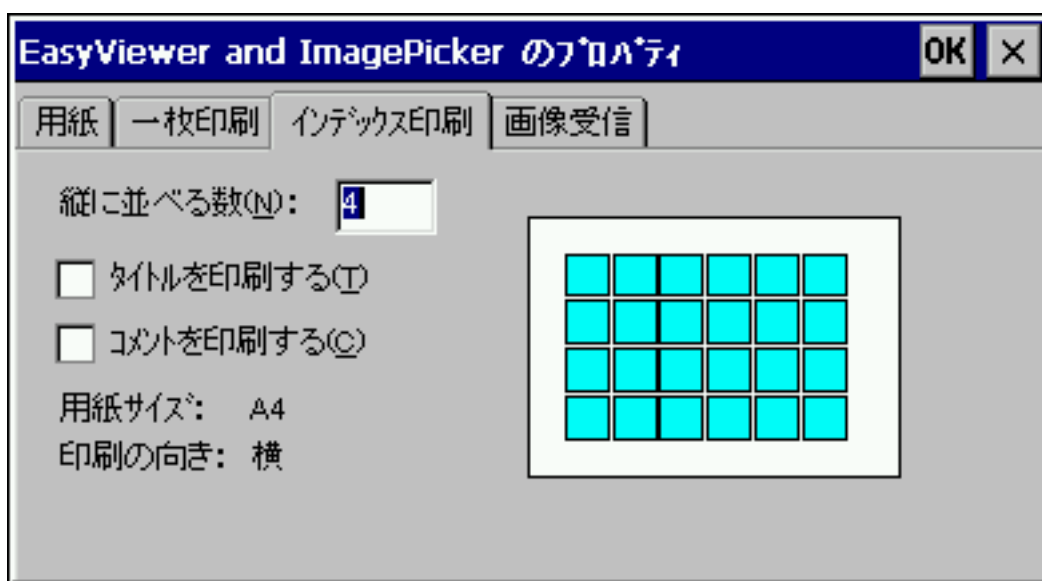 EasyViewer and ImagePicker のﾌﾟﾛﾊﾟﾃｨ OK ×
用紙 一枚印刷 ｲﾝﾃﾞｯｸｽ印刷 画像受信
縦に並べる数(N): 4
ﾀｲﾄﾙを印刷する(T)
ｺﾒﾝﾄを印刷する(C)
用紙ｻｲｽﾞ: A4
印刷の向き: 横